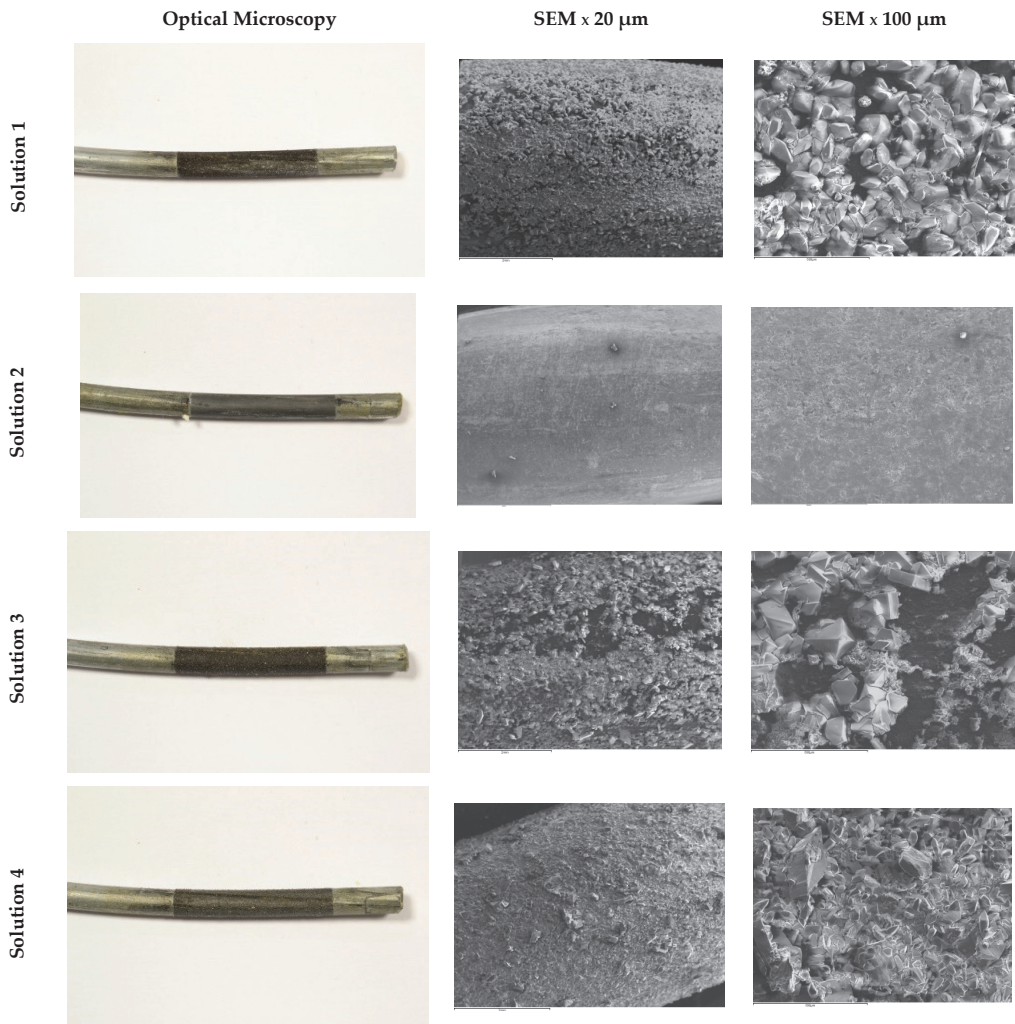 Optical Microscopy SEM x 20 µm SEM x 100 µm
Solution 1
Solution 2
Solution 3
Solution 4